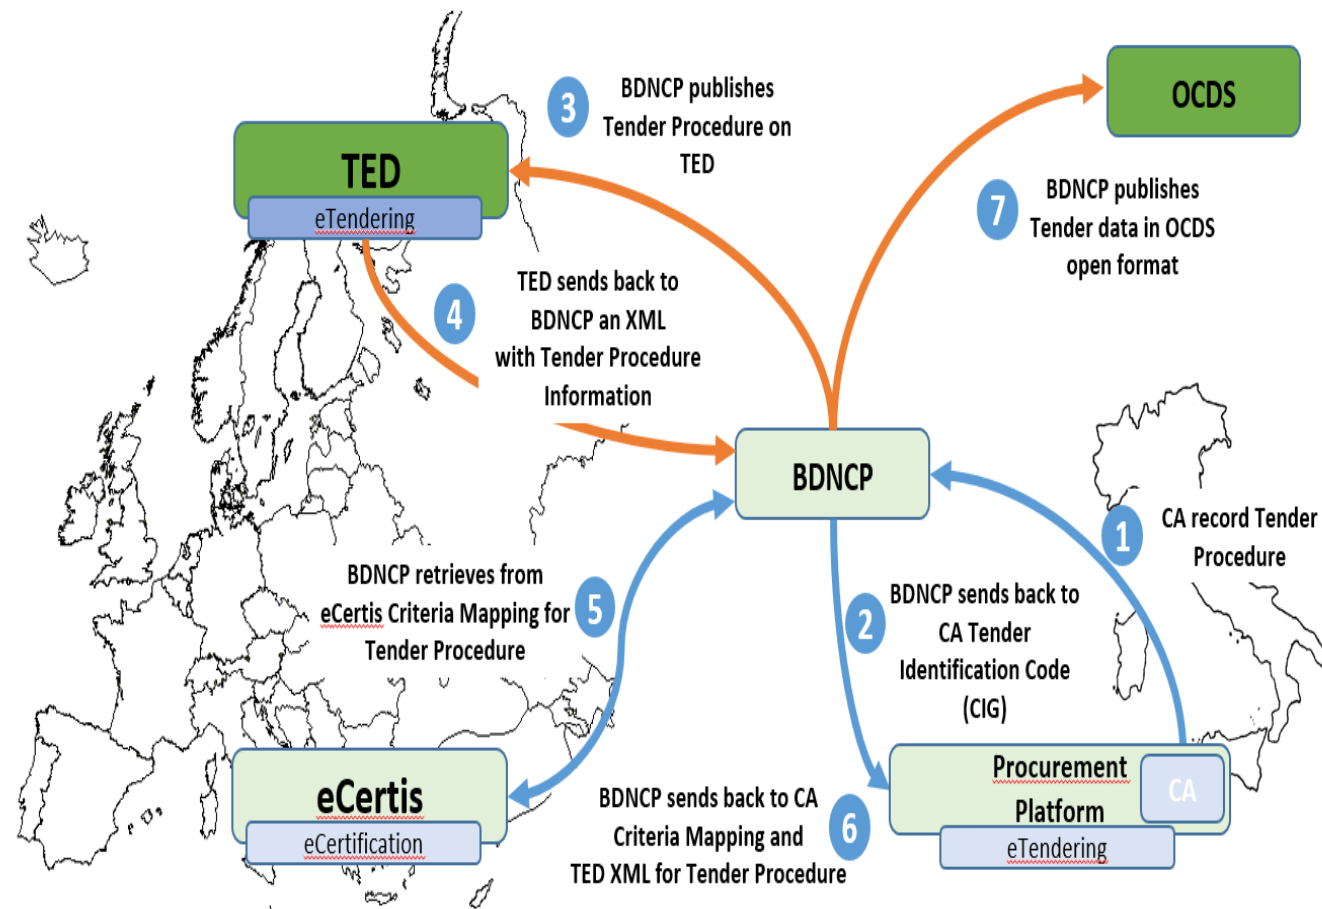 3
BDNCP publishes
Tender Procedure on
TED
OCDS
TED
eTendering
7
BDNCP publishes
Tender data in OCDS
open format
4
TED sends back to
BDNCP an XML
with Tender Procedure
Information
BDNCP
1
CA record Tender
Procedure
BDNCP retrieves from
eCertis Criteria Mapping for
Tender Procedure
5
2
BDNCP sends back to
CA Tender
Identification Code
(CIG)
eCertis
eCertification
BDNCP sends back to CA
Criteria Mapping and
TED XML for Tender Procedure
6
Procurement
Platform
CA
eTendering